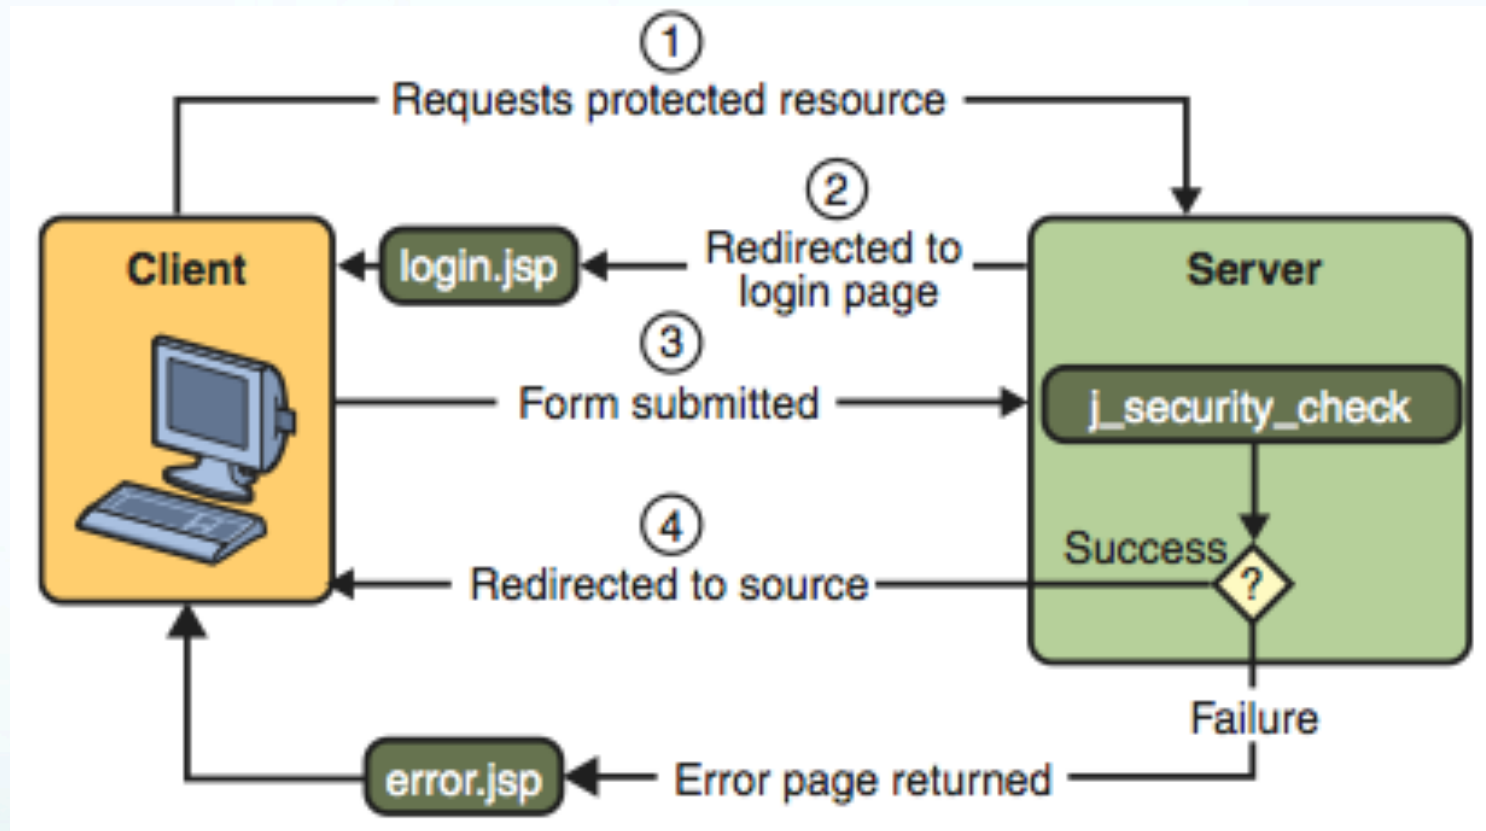 1
Requests protected resource
2
Redirected to
login page
login.jsp
Client
Server
3
Form submitted
j_security_check
4
Redirected to source
Success
?
Failure
Error page returned
error.jsp